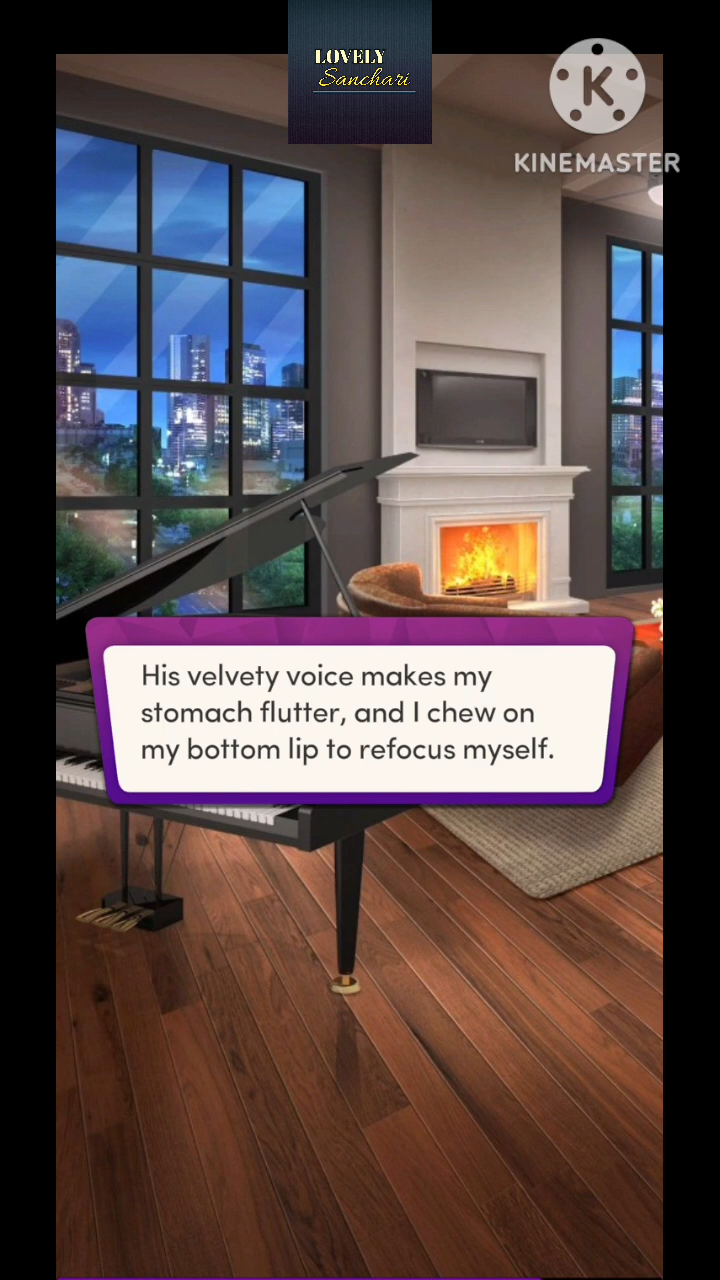 LOVELY
Sanchari
K
KINEMASTER
His velvety voice makes my
stomach flutter, and I chew on
my bottom lip to refocus myself.